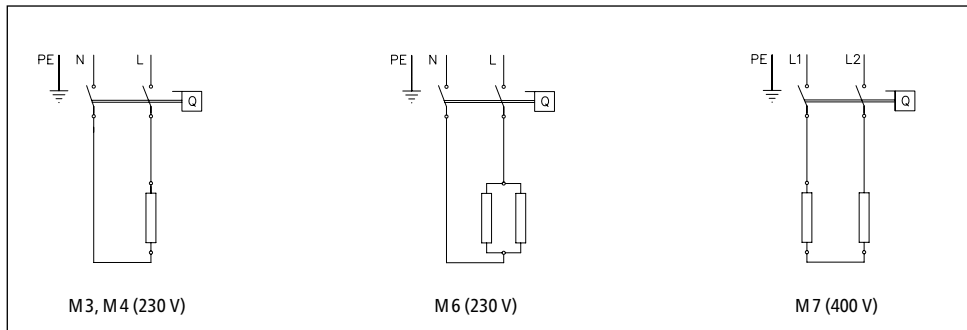 PE N L
Q
PE N L
Q
PE L1 L2
Q
M3, M4 (230 V)
M6 (230 V)
M7 (400 V)